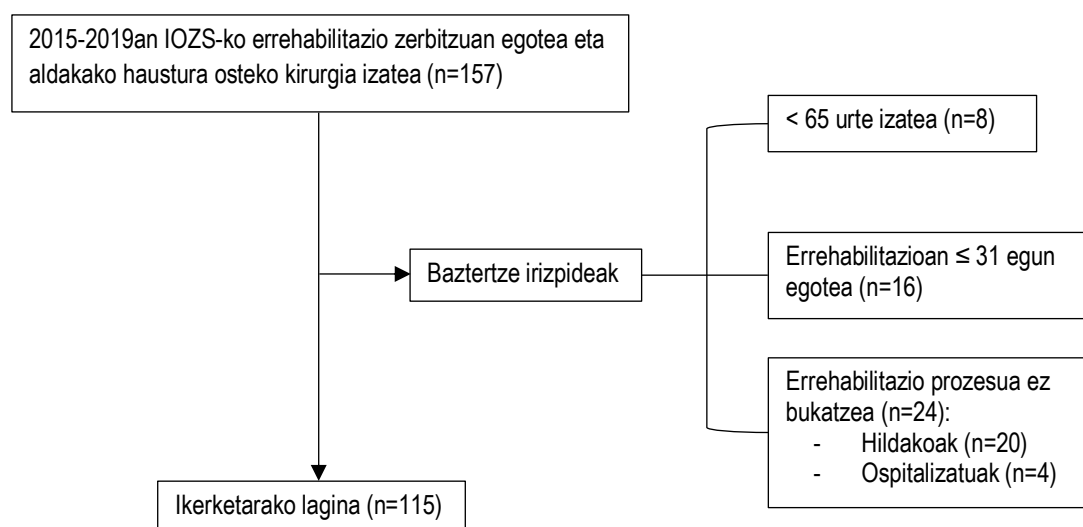 2015-2019an IOZS-ko errehabilitazio zerbitzuan egotea eta
aldakako haustura osteko kirurgia izatea (n=157)
< 65 urte izatea (n=8)
Baztertze irizpideak
Errehabilitazioan ≤ 31 egun
egotea (n=16)
Errehabilitazio prozesua ez
bukatzea (n=24):
- Hildakoak (n=20)
- Ospitalizatuak (n=4)
Ikerketarako lagina (n=115)